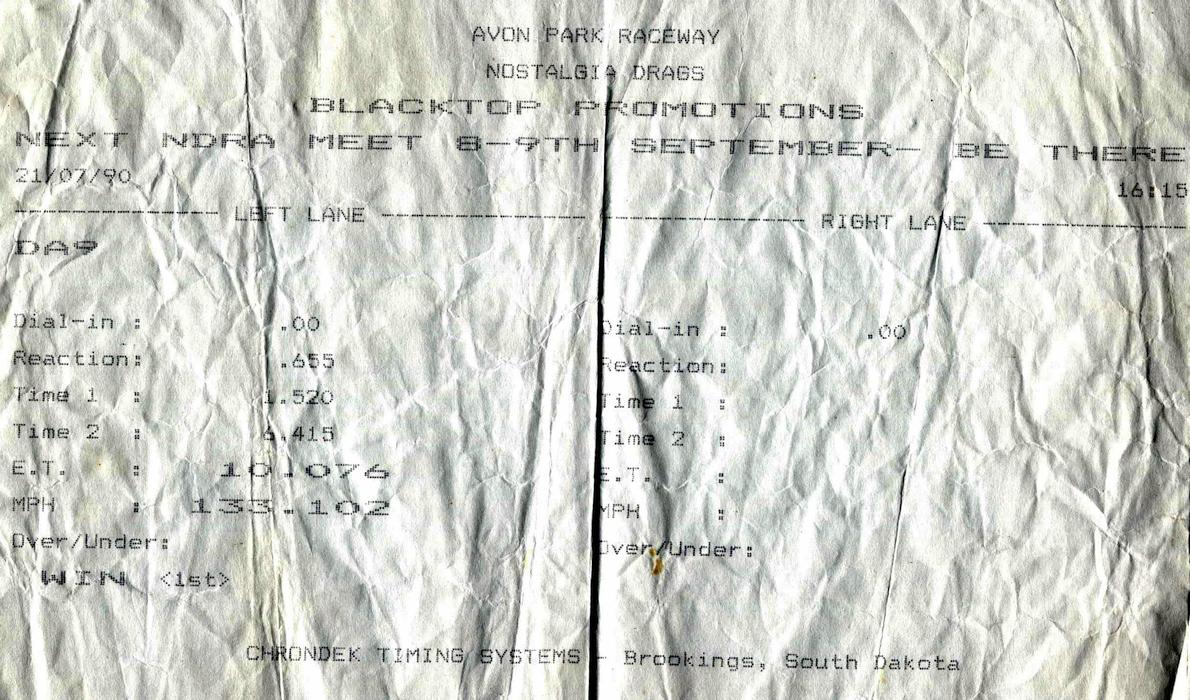 AVON PARK RACEWAY
NOSTALGIA DRAGS
BLACKTOP PROMOTIONS
NEXT NDRA MEET 8-9TH SEPTEMBER- BE THERE
21/07/90 16:15
---------------- LEFT LANE ---------------- ---------------- RIGHT LANE ----------------
DA9
Dial-in : .00 Dial-in : .00
Reaction: .655 Reaction:
Time 1 : 1.520 Time 1 :
Time 2 : 6.415 Time 2 :
E.T. : 10.076 E.T. :
MPH : 133.102 MPH :
Over/Under: Over/Under:
WIN <1st>
CHRONDEK TIMING SYSTEMS - Brookings, South Dakota